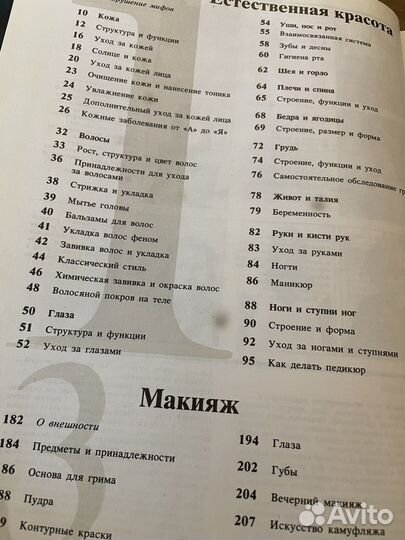 рушение мифов
Естественная красота
10 Кожа
12 Структура и функции
16 Уход за кожей
18 Солнце и кожа
20 Уход за кожей лица
23 Очищение кожи и нанесение тоника
24 Увлажнение кожи
25 Дополнительный уход за кожей лица
26 Кожные заболевания от «А» до «Я»
32 Волосы
33 Рост, структура и цвет волос
36 Принадлежности для ухода
за волосами
38 Стрижка и укладка
39 Мытье головы
40 Бальзамы для волос
41 Укладка волос феном
42 Завивка волос и укладка
44 Классический стиль
46 Химическая завивка и окраска волос
48 Волосяной покров на теле
50 Глаза
51 Структура и функции
52 Уход за глазами
54 Уши, нос и рот
55 Взаимосвязанная система
58 Зубы и десны
60 Гигиена рта
62 Шея и горло
64 Плечи и спина
65 Строение, функции и уход
68 Бедра и ягодицы
69 Строение, размер и форма
72 Грудь
74 Строение, функции и уход
76 Самостоятельное обследование гр
78 Живот и талия
79 Беременность
82 Руки и кисти рук
83 Уход за руками
84 Ногти
86 Маникюр
88 Ноги и ступни ног
90 Строение и форма
92 Уход за ногами и ступнями
95 Как делать педикюр
1
Макияж
3
182 О внешности
184 Предметы и принадлежности
86 Основа для грима
88 Пудра
9 Контурные краски
194 Глаза
202 Губы
204 Вечерний макияж
207 Искусство камуфляжа
Avito